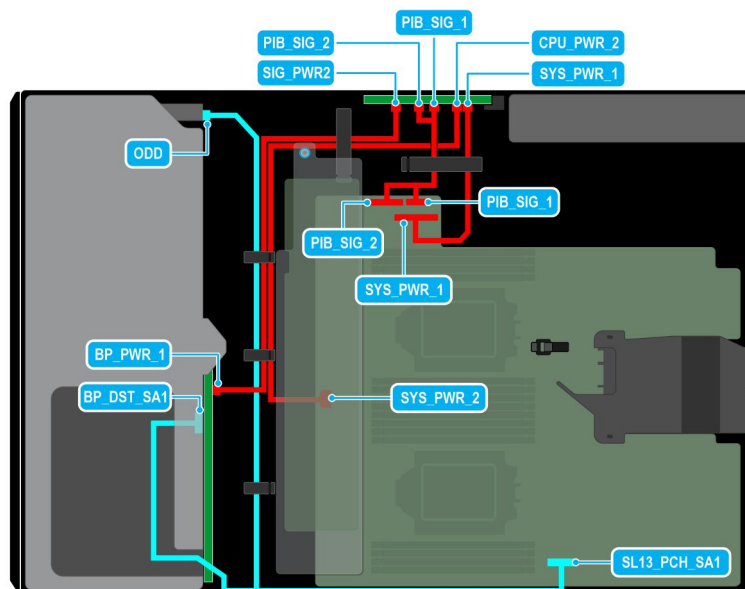 PIB_SIG_1
PIB_SIG_2
CPU_PWR_2
SIG_PWR2
SYS_PWR_1
ODD
PIB_SIG_1
PIB_SIG_2
SYS_PWR_1
BP_PWR_1
BP_DST_SA1
SYS_PWR_2
SL13_PCH_SA1